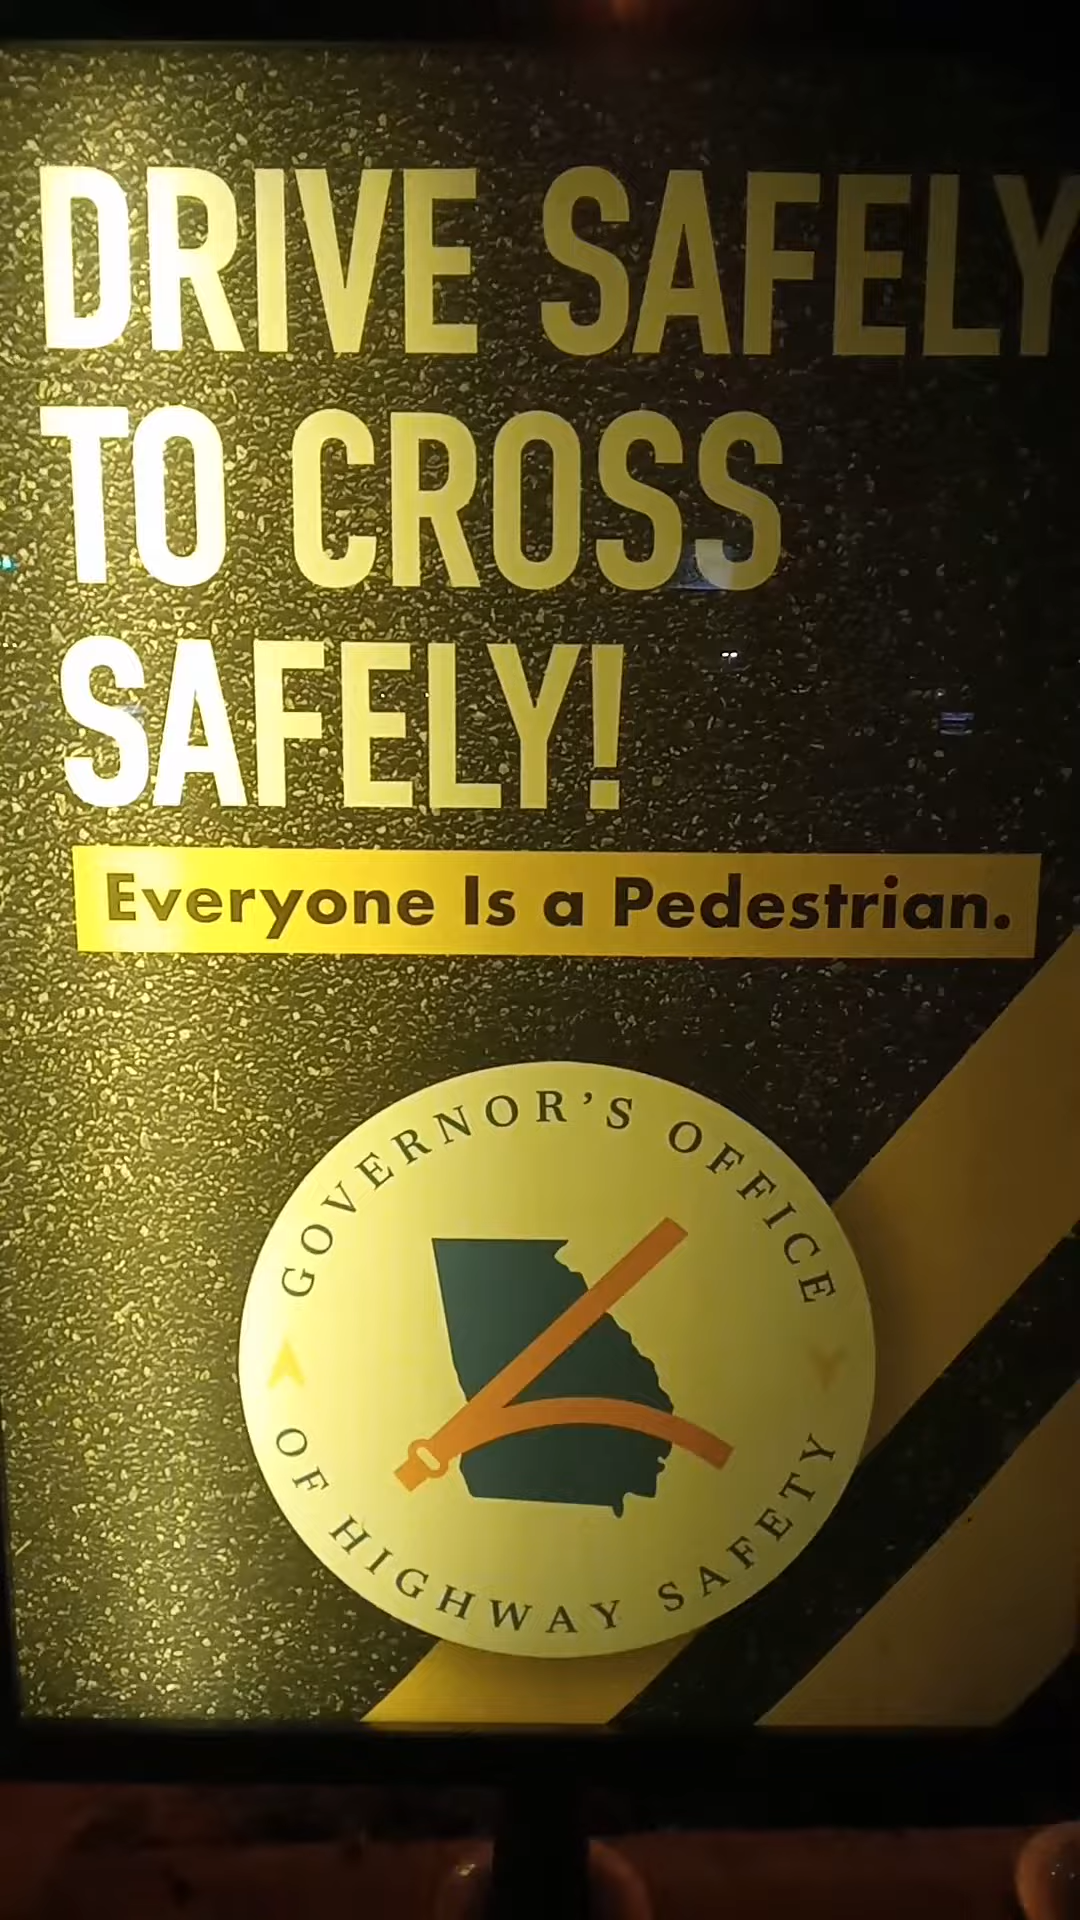 DRIVE SAFELY
TO CROSS
SAFELY!
Everyone Is a Pedestrian.
GOVERNOR'S OFFICE
OF HIGHWAY SAFETY